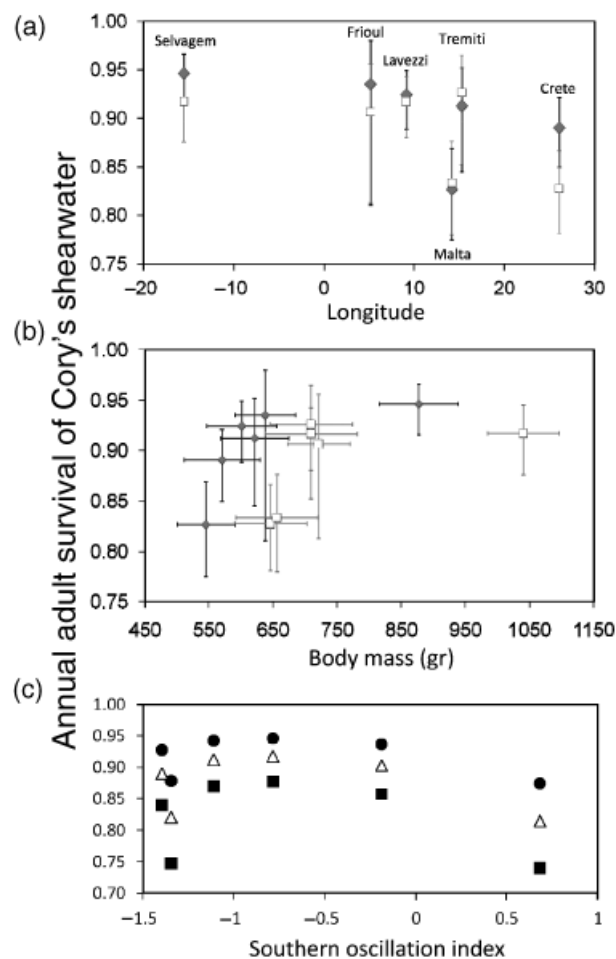 Annual adult survival of Cory's shearwater
(a)
1.00
0.95
0.90
0.85
0.80
0.75
Selvagem
Frioul
Lavezzi
Tremiti
Crete
Malta
–20 –10 0 10 20 30
Longitude
(b)
1.00
0.95
0.90
0.85
0.80
0.75
450 550 650 750 850 950 1050 1150
Body mass (gr)
(c)
1.00
0.95
0.90
0.85
0.80
0.75
0.70
–1.5 –1 –0.5 0 0.5 1
Southern oscillation index